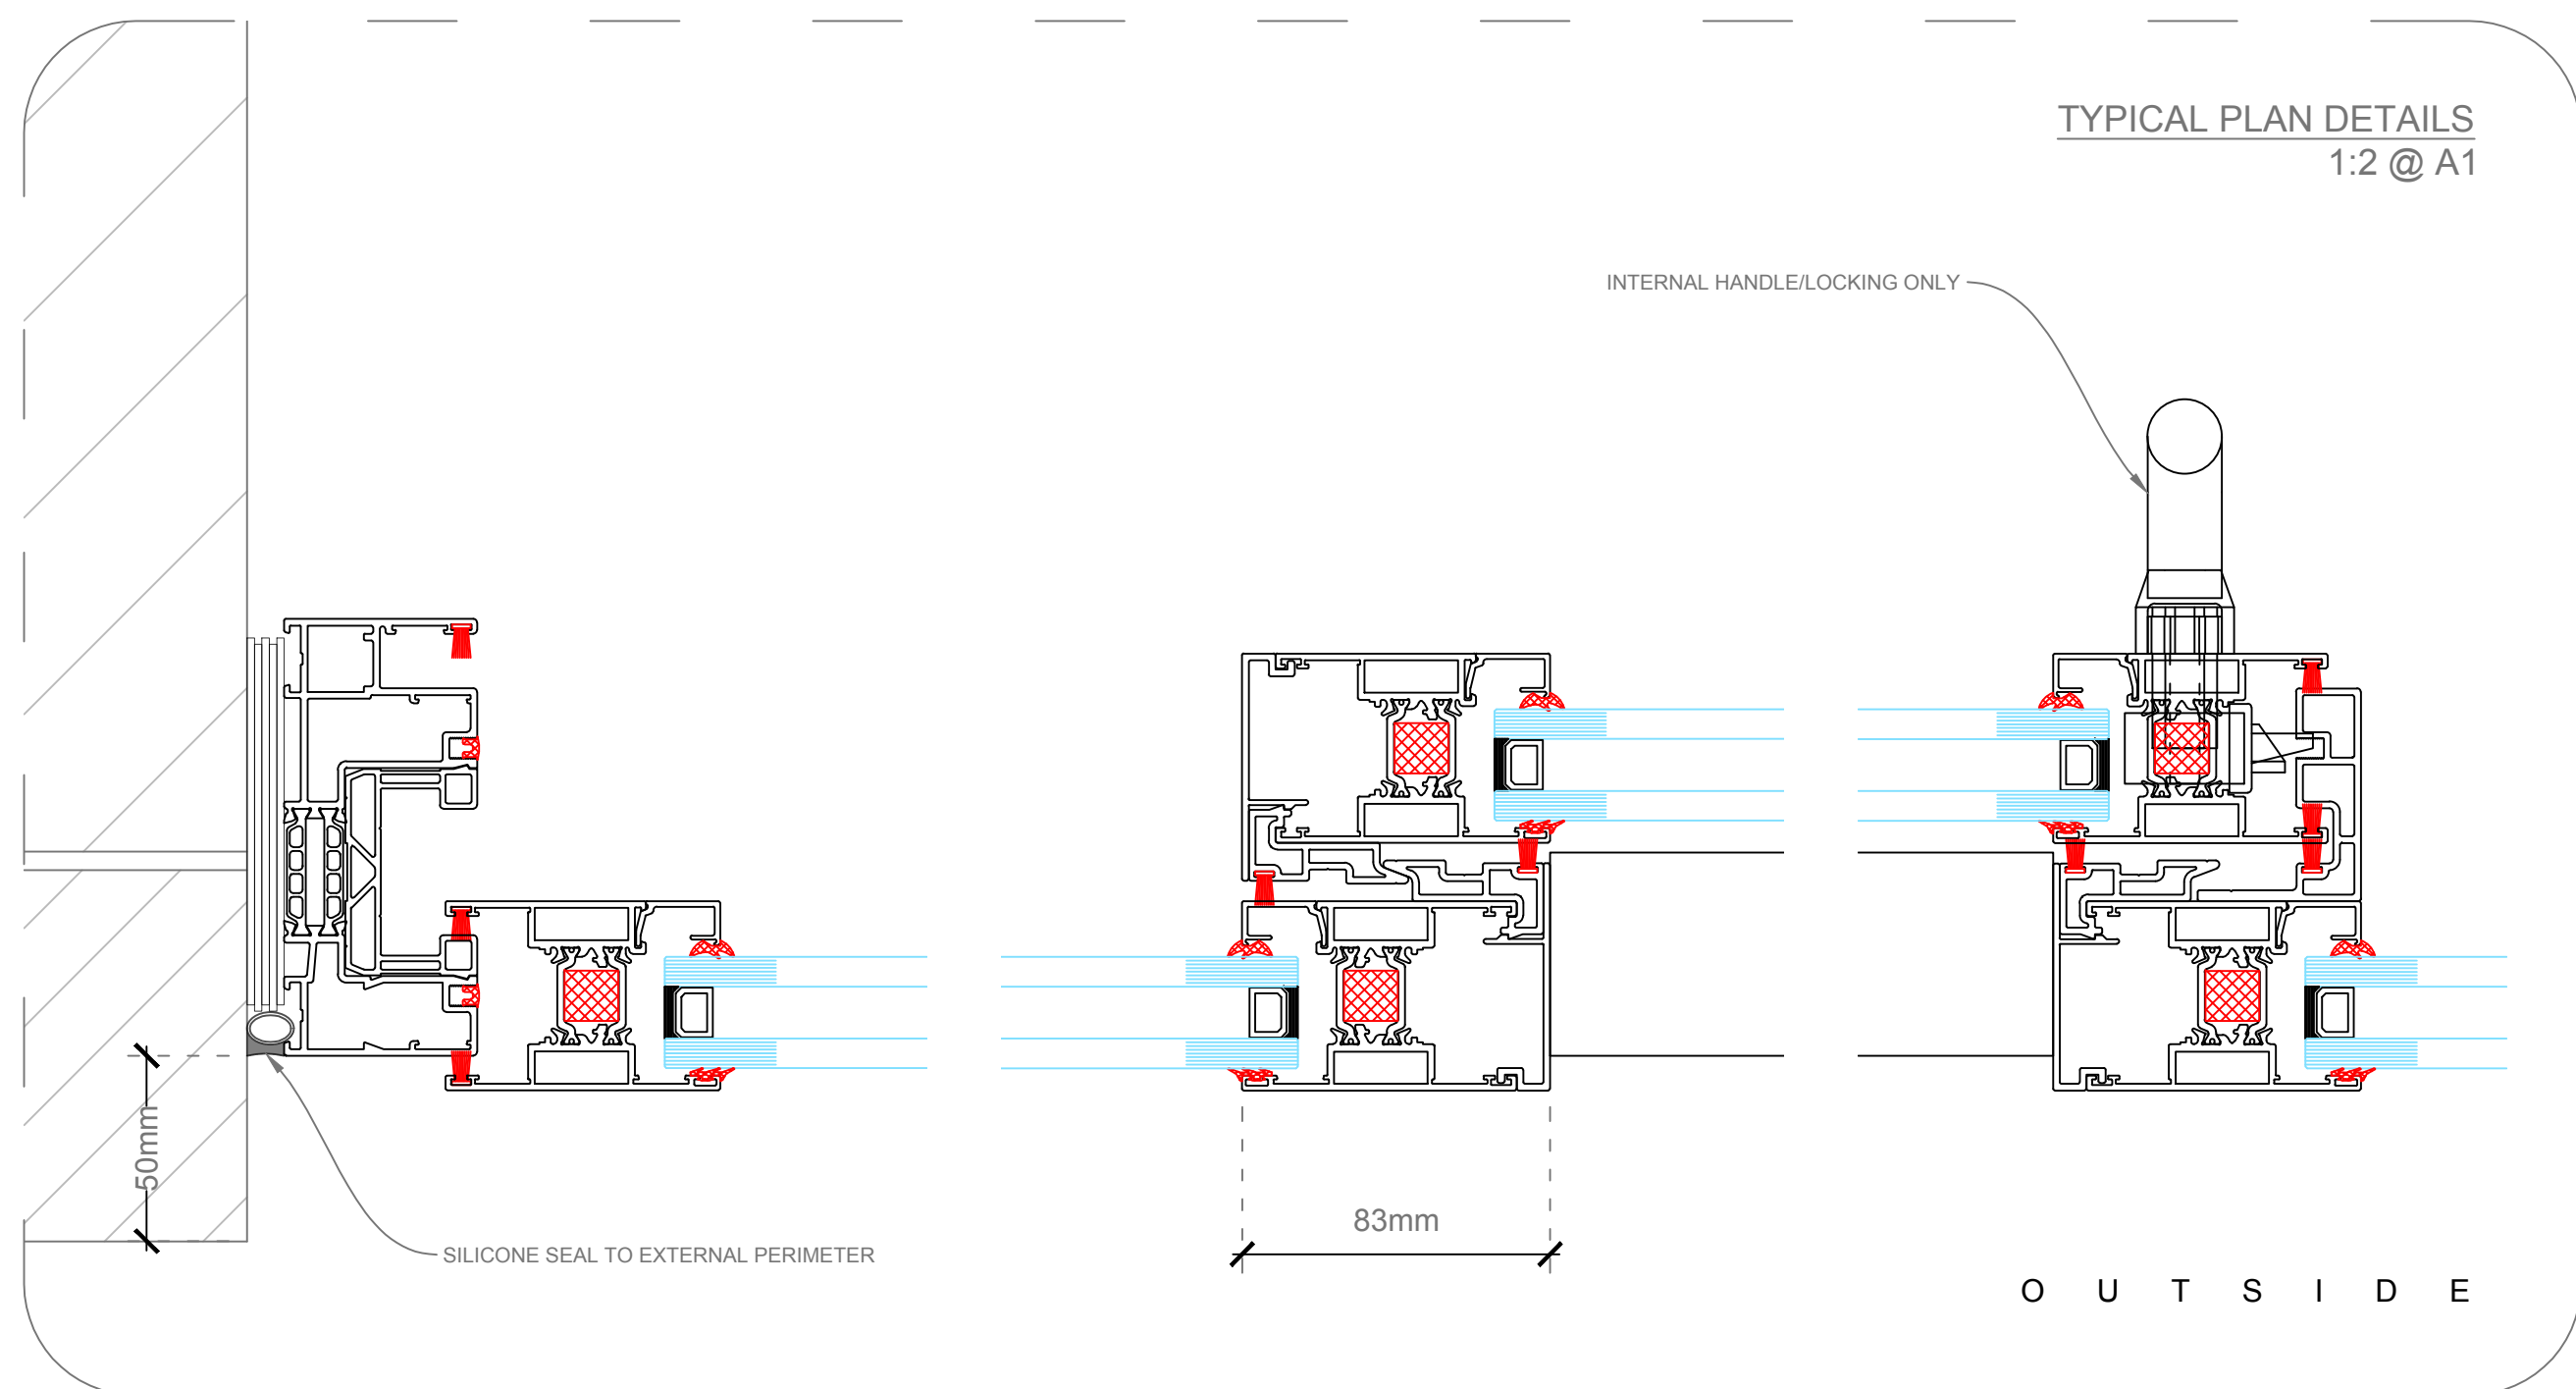 TYPICAL PLAN DETAILS
1:2 @ A1
INTERNAL HANDLE/LOCKING ONLY
50mm
83mm
SILICONE SEAL TO EXTERNAL PERIMETER
O U T S I D E